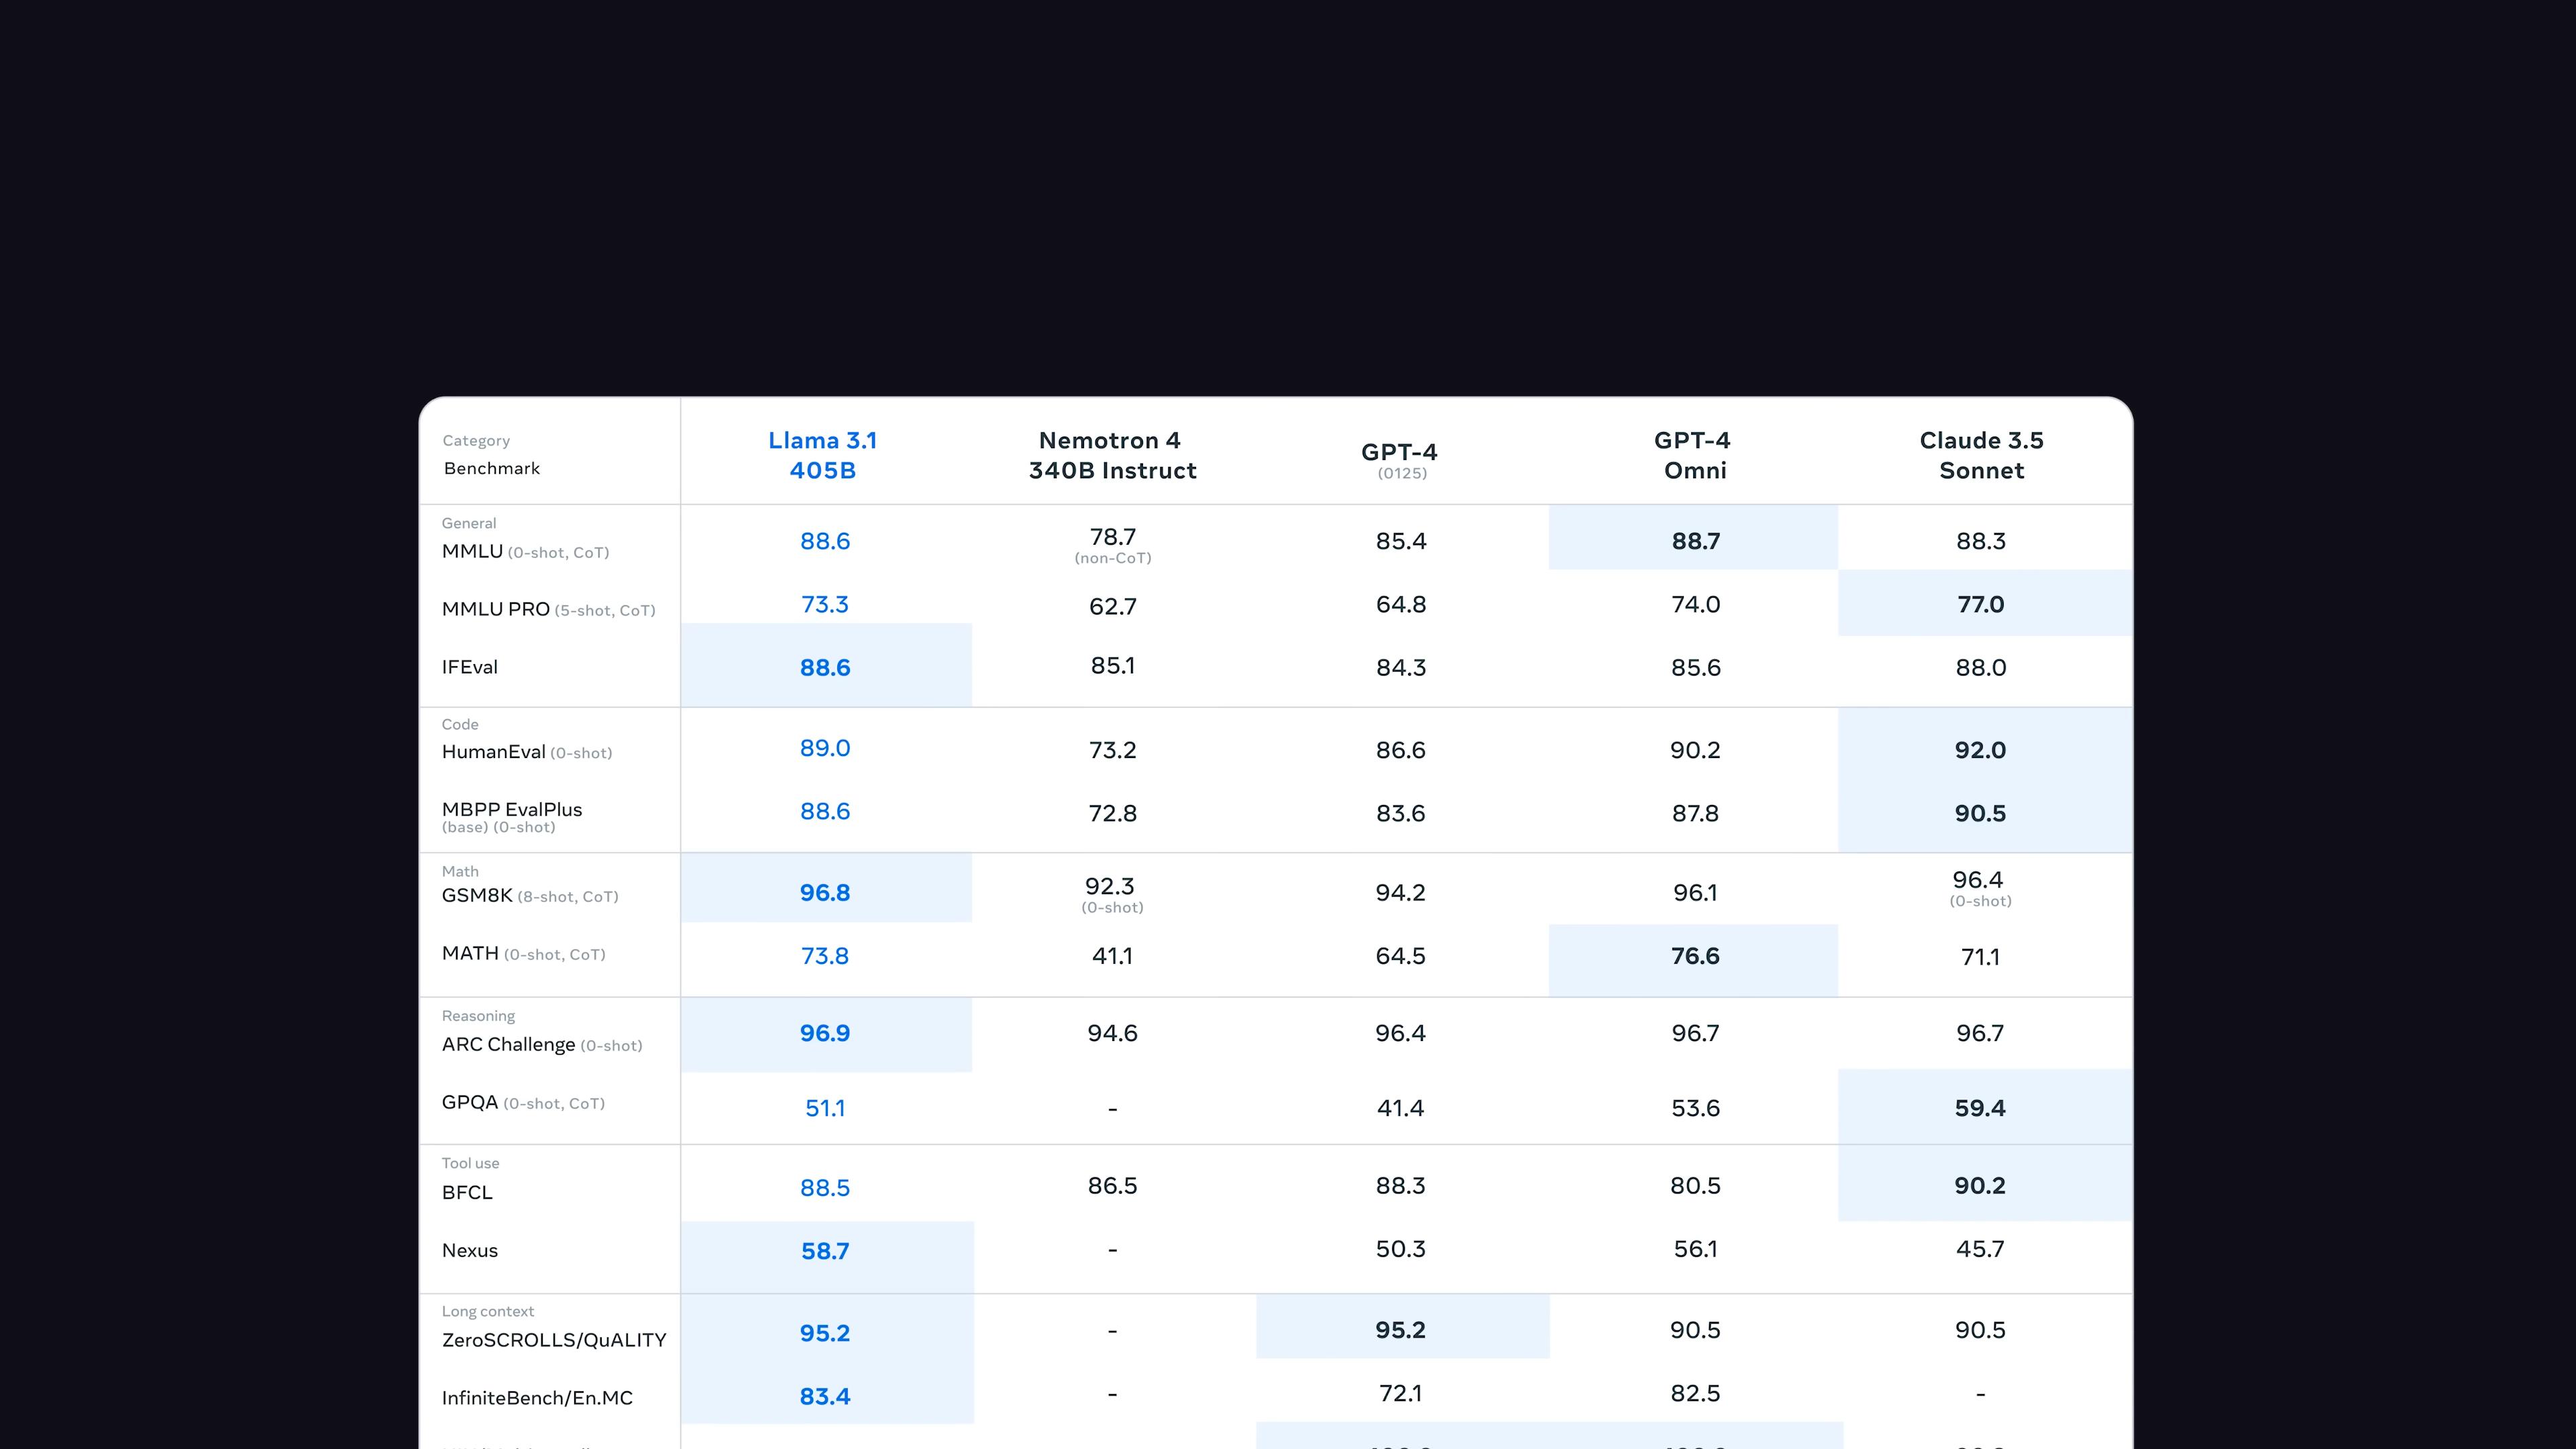 Category
Benchmark
Llama 3.1
405B
Nemotron 4
340B Instruct
GPT-4
(0125)
GPT-4
Omni
Claude 3.5
Sonnet
General
MMLU (0-shot, CoT) 88.6 78.7 85.4 88.7 88.3
(non-CoT)
MMLU PRO (5-shot, CoT) 73.3 62.7 64.8 74.0 77.0
IFEval 88.6 85.1 84.3 85.6 88.0
Code
HumanEval (0-shot) 89.0 73.2 86.6 90.2 92.0
MBPP EvalPlus 88.6 72.8 83.6 87.8 90.5
(base) (0-shot)
Math
GSM8K (8-shot, CoT) 96.8 92.3 94.2 96.1 96.4
(0-shot) (0-shot)
MATH (0-shot, CoT) 73.8 41.1 64.5 76.6 71.1
Reasoning
ARC Challenge (0-shot) 96.9 94.6 96.4 96.7 96.7
GPQA (0-shot, CoT) 51.1 - 41.4 53.6 59.4
Tool use
BFCL 88.5 86.5 88.3 80.5 90.2
Nexus 58.7 - 50.3 56.1 45.7
Long context
ZeroSCROLLS/QuALITY 95.2 - 95.2 90.5 90.5
InfiniteBench/En.MC 83.4 - 72.1 82.5 -